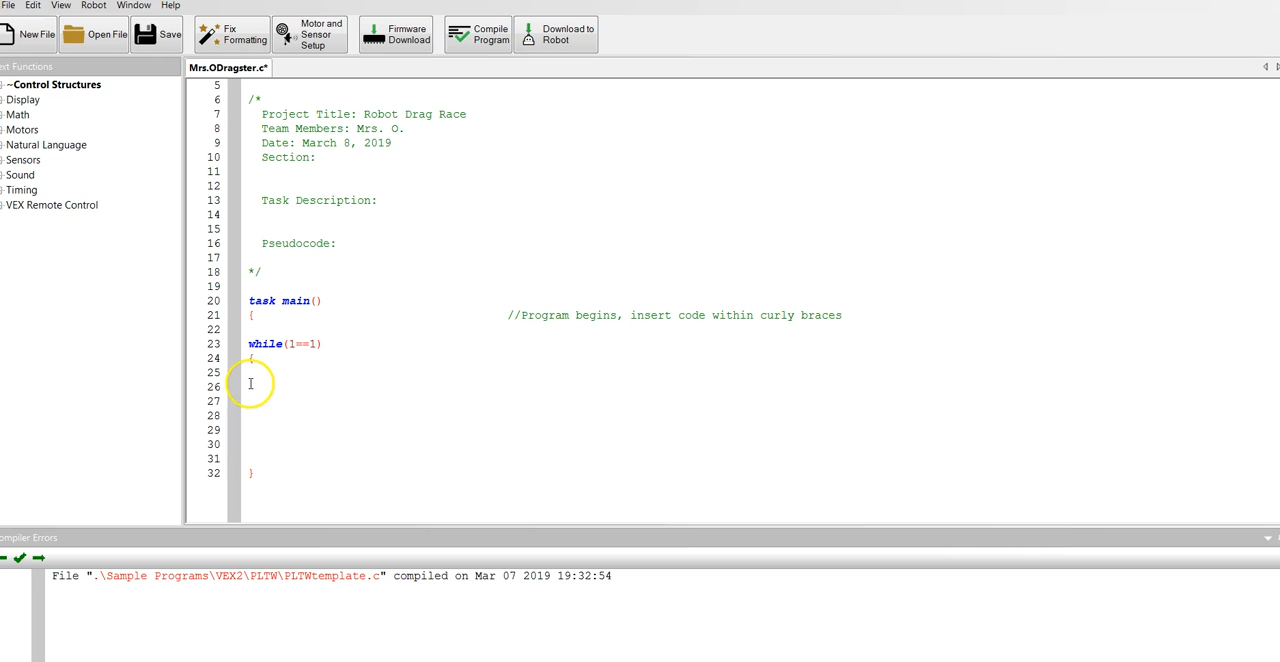 File Edit View Robot Window Help
New File Open File Save Fix Formatting Motor and Sensor Setup Firmware Download Compile Program Download to Robot
ext Functions
Mrs.ODragster.c*
~Control Structures
Display
Math
Motors
Natural Language
Sensors
Sound
Timing
VEX Remote Control
5
6 /*
7 Project Title: Robot Drag Race
8 Team Members: Mrs. O.
9 Date: March 8, 2019
10 Section:
11
12
13 Task Description:
14
15
16 Pseudocode:
17
18 */
19
20 task main()
21 { //Program begins, insert code within curly braces
22
23 while(1==1)
24 {
25
26
27
28
29
30
31
32 }
ompiler Errors
File ".\Sample Programs\VEX2\PLTW\PLTWtemplate.c" compiled on Mar 07 2019 19:32:54